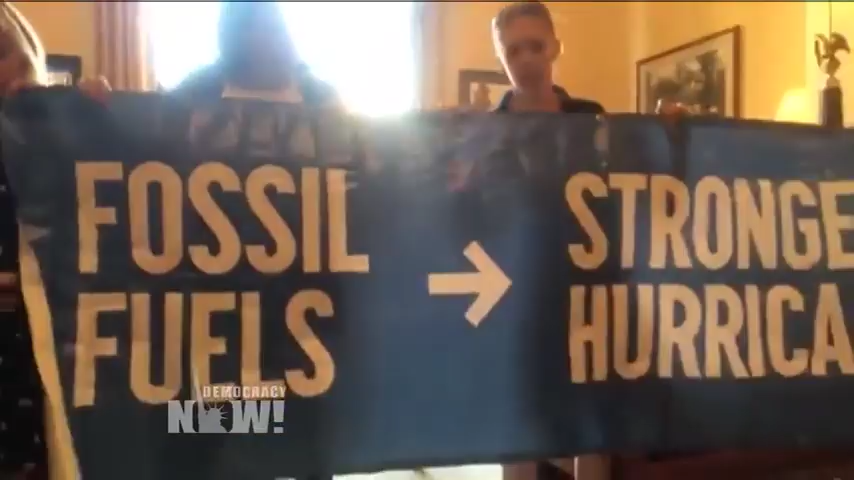 FOSSIL
FUELS
→
STRONGE
HURRICA
DEMOCRACY
NOW!